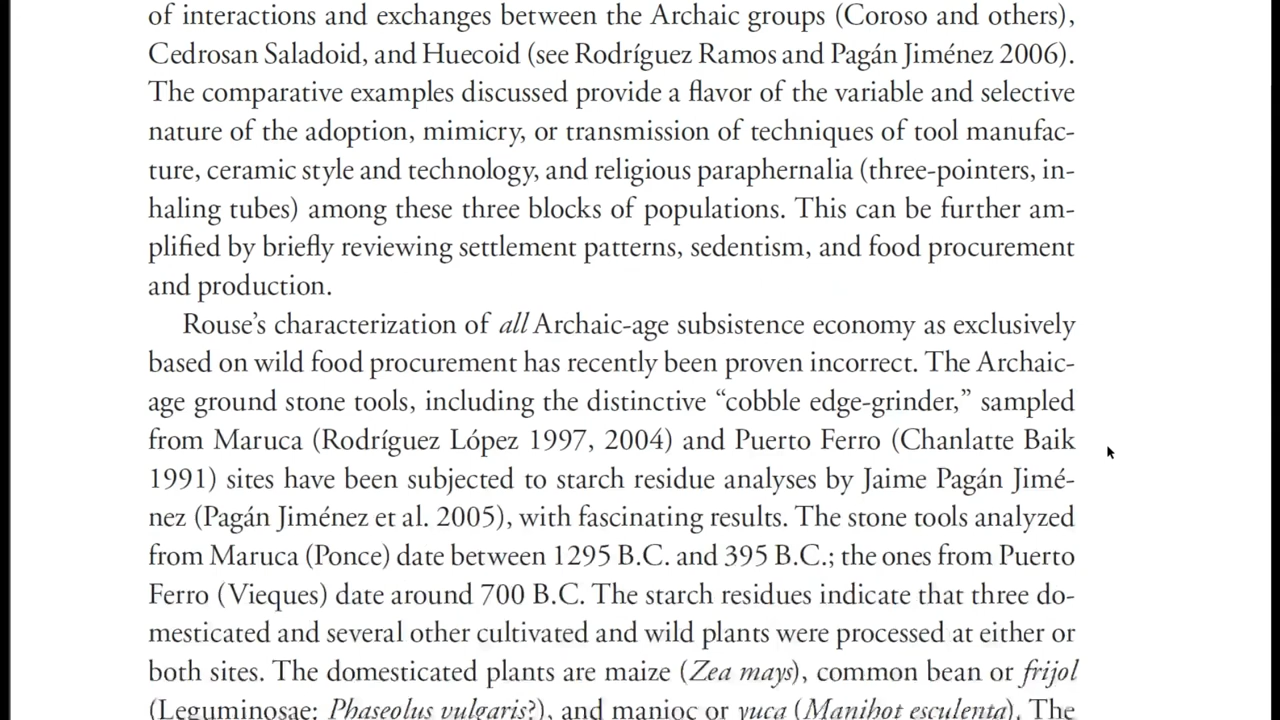 of interactions and exchanges between the Archaic groups (Coroso and others),
Cedrosan Saladoid, and Huecoid (see Rodríguez Ramos and Pagán Jiménez 2006).
The comparative examples discussed provide a flavor of the variable and selective
nature of the adoption, mimicry, or transmission of techniques of tool manufac-
ture, ceramic style and technology, and religious paraphernalia (three-pointers, in-
haling tubes) among these three blocks of populations. This can be further am-
plified by briefly reviewing settlement patterns, sedentism, and food procurement
and production.
Rouse’s characterization of all Archaic-age subsistence economy as exclusively
based on wild food procurement has recently been proven incorrect. The Archaic-
age ground stone tools, including the distinctive “cobble edge-grinder,” sampled
from Maruca (Rodríguez López 1997, 2004) and Puerto Ferro (Chanlatte Baik
1991) sites have been subjected to starch residue analyses by Jaime Pagán Jimé-
nez (Pagán Jiménez et al. 2005), with fascinating results. The stone tools analyzed
from Maruca (Ponce) date between 1295 B.C. and 395 B.C.; the ones from Puerto
Ferro (Vieques) date around 700 B.C. The starch residues indicate that three do-
mesticated and several other cultivated and wild plants were processed at either or
both sites. The domesticated plants are maize (Zea mays), common bean or frijol
(Leguminosae: Phaseolus vulgaris?), and manioc or yuca (Manihot esculenta). The